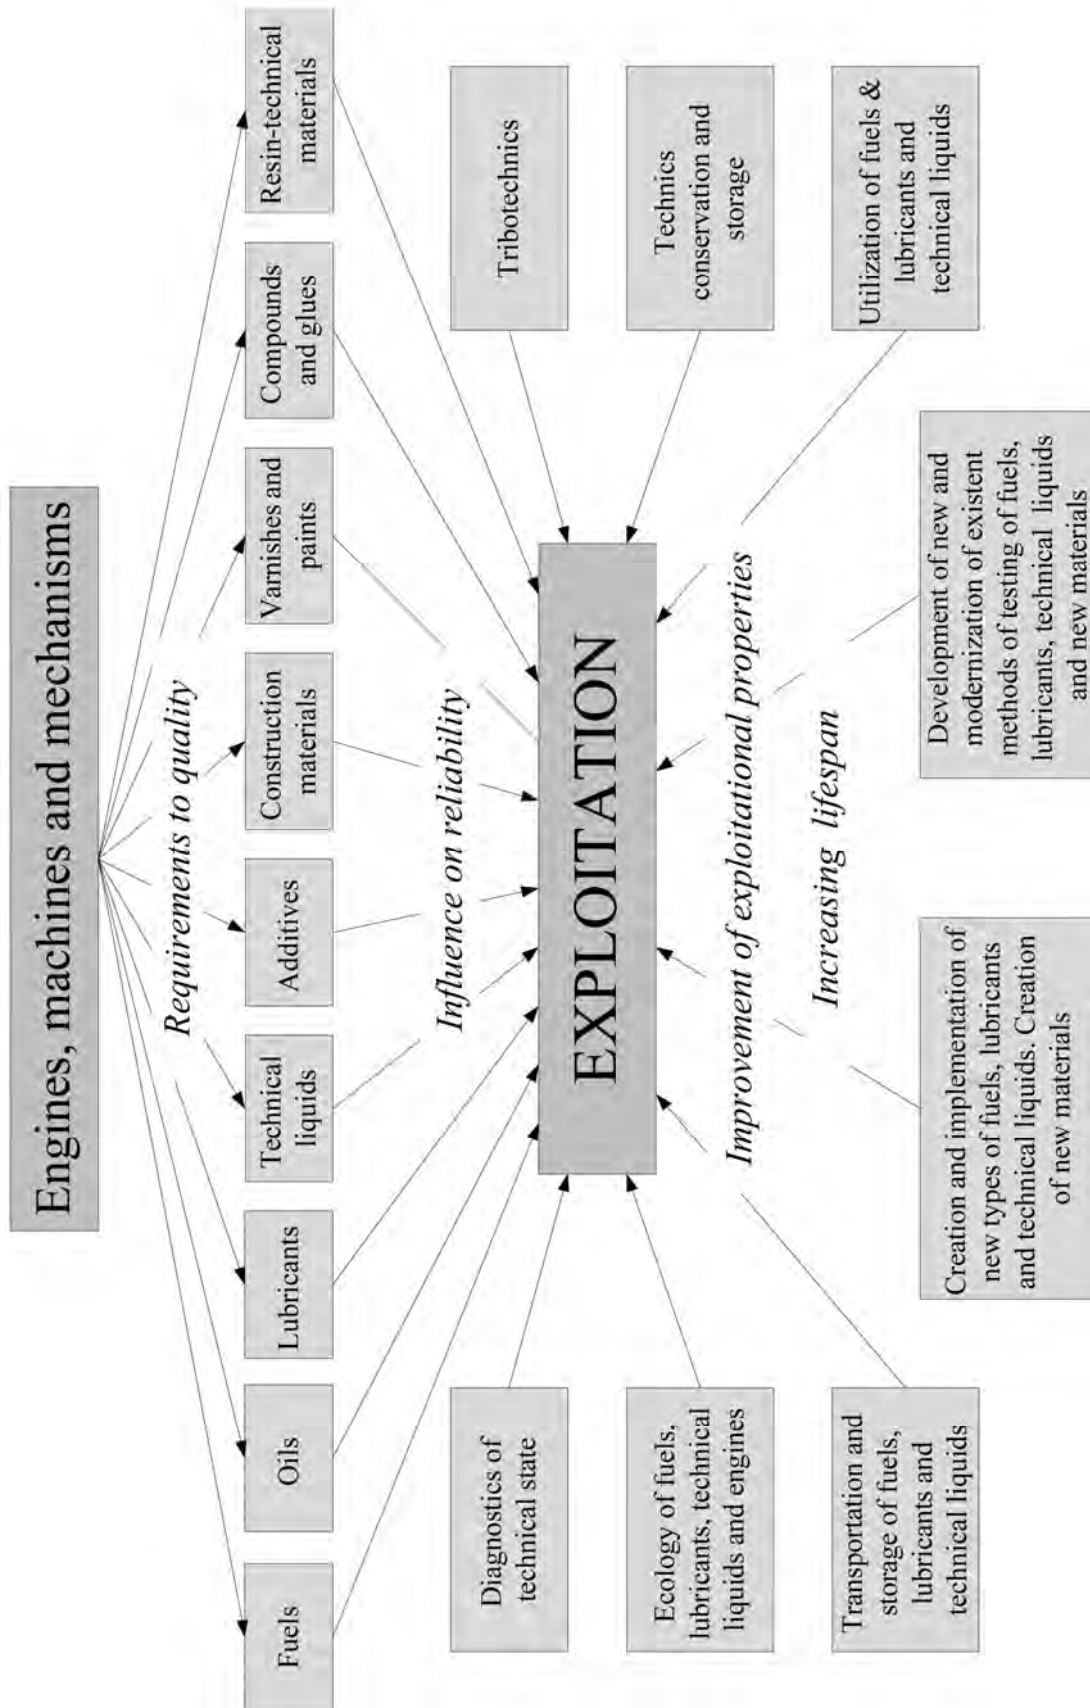 Engines, machines and mechanisms
Requirements to quality
Fuels
Oils
Lubricants
Technical
liquids
Additives
Construction
materials
Varnishes and
paints
Compounds
and glues
Resin-technical
materials
Influence on reliability
Diagnostics of
technical state
EXPLOITATION
Tribotechnics
Ecology of fuels,
lubricants, technical
liquids and engines
Technics
conservation and
storage
Improvement of exploitational properties
Increasing lifespan
Transportation and
storage of fuels,
lubricants and
technical liquids
Utilization of fuels &
lubricants and
technical liquids
Creation and implementation of
new types of fuels, lubricants
and technical liquids. Creation
of new materials
Development of new and
modernization of existent
methods of testing of fuels,
lubricants, technical liquids
and new materials